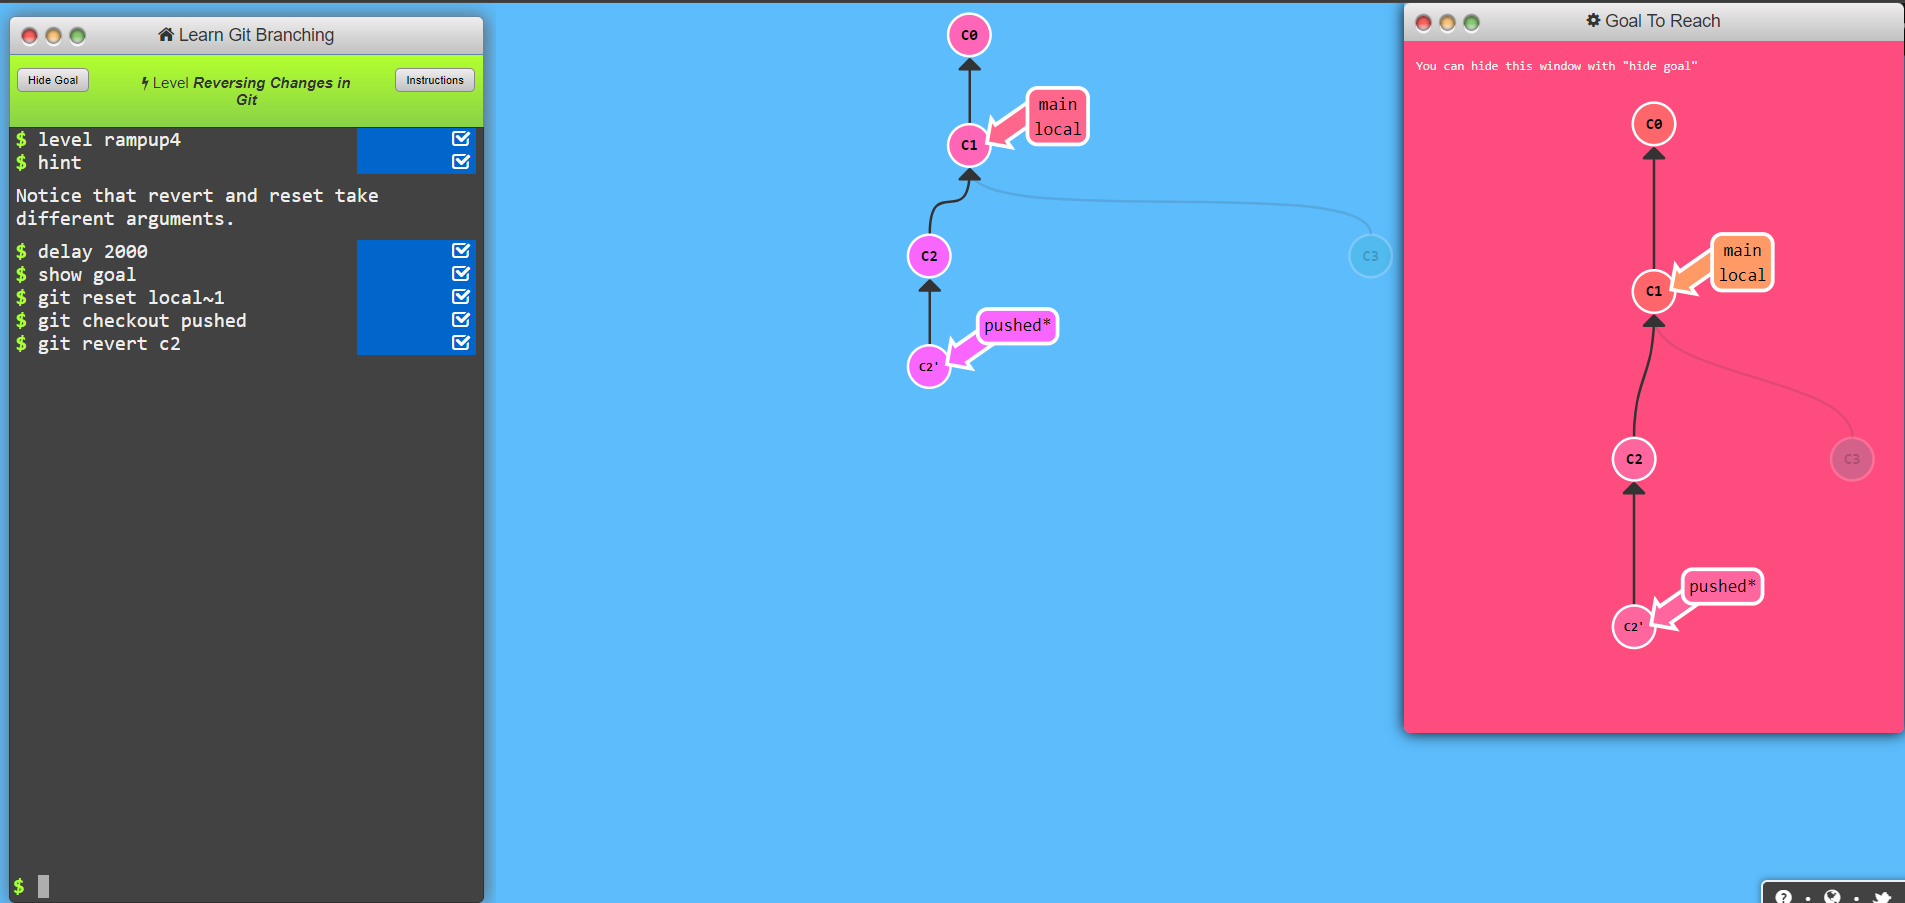 Learn Git Branching
Hide Goal
Level Reversing Changes in
Git
Instructions
$ level rampup4
$ hint
Notice that revert and reset take
different arguments.
$ delay 2000
$ show goal
$ git reset local~1
$ git checkout pushed
$ git revert c2
$
C0
main
local
C1
C2
C3
pushed*
C2'
Goal To Reach
You can hide this window with "hide goal"
C0
main
local
C1
C2
C3
pushed*
C2'